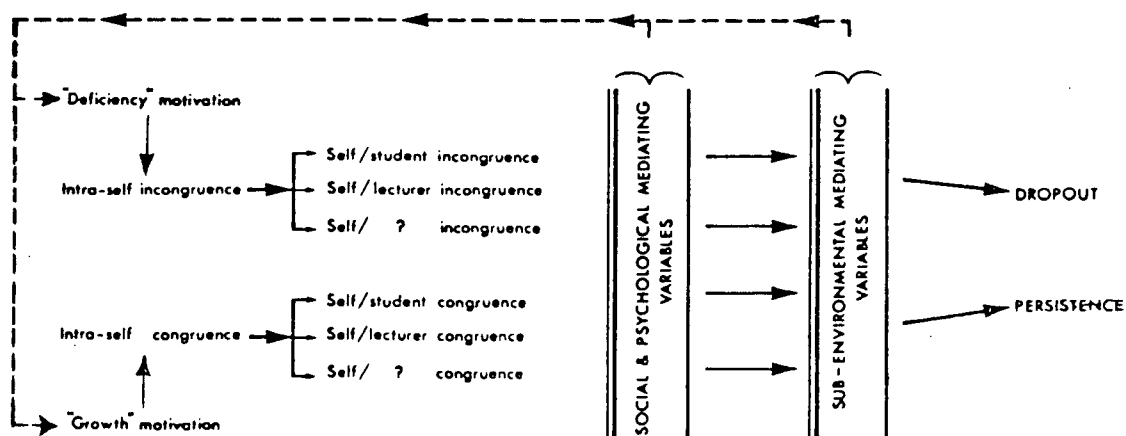 "Deficiency" motivation
Intra-self incongruence
Self/student incongruence
Self/lecturer incongruence
Self/ ? incongruence
Self/student congruence
Intra-self congruence
Self/lecturer congruence
Self/ ? congruence
"Growth" motivation
SOCIAL & PSYCHOLOGICAL MEDIATING
VARIABLES
SUB-ENVIRONMENTAL MEDIATING
VARIABLES
DROPOUT
PERSISTENCE